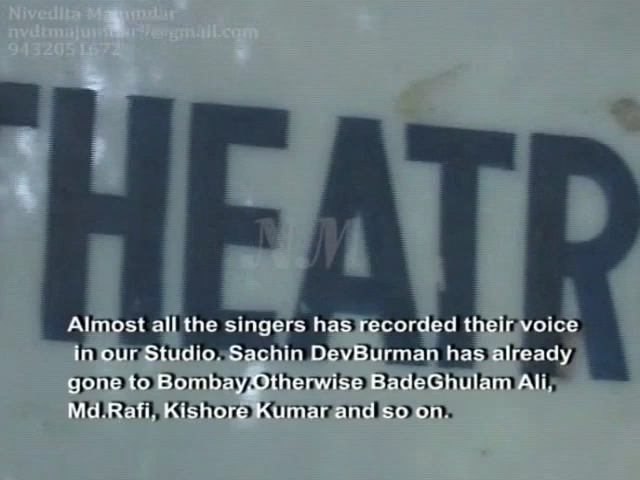 Nivedita Majumdar
9432051672
THEATR
N.M
Almost all the singers has recorded their voice
in our Studio. Sachin DevBurman has already
gone to Bombay,Otherwise BadeGhulam Ali,
Md.Rafi, Kishore Kumar and so on.